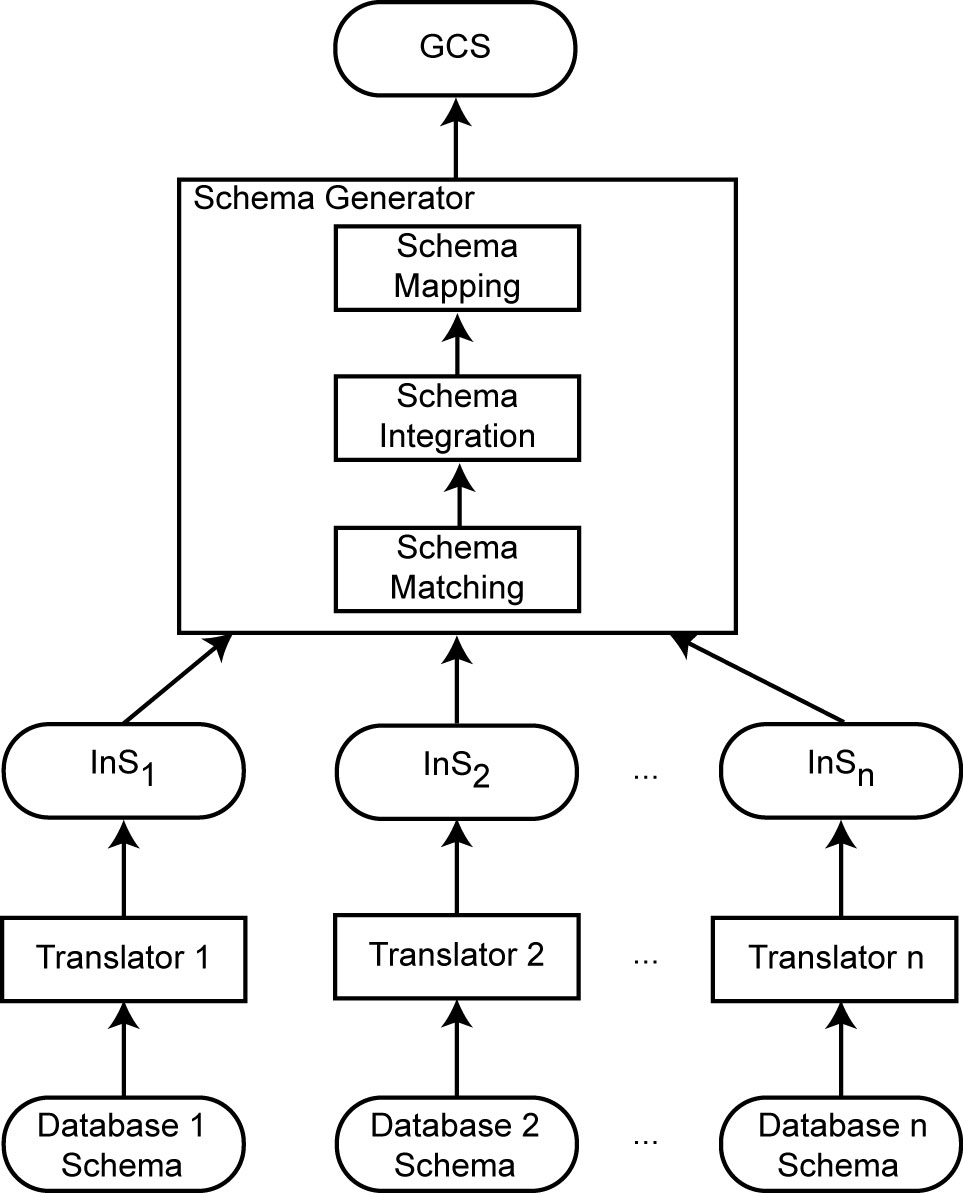 GCS
Schema Generator
Schema
Mapping
Schema
Integration
Schema
Matching
InS₁
InS₂
...
InSₙ
Translator 1
Translator 2
...
Translator n
Database 1
Schema
Database 2
Schema
...
Database n
Schema